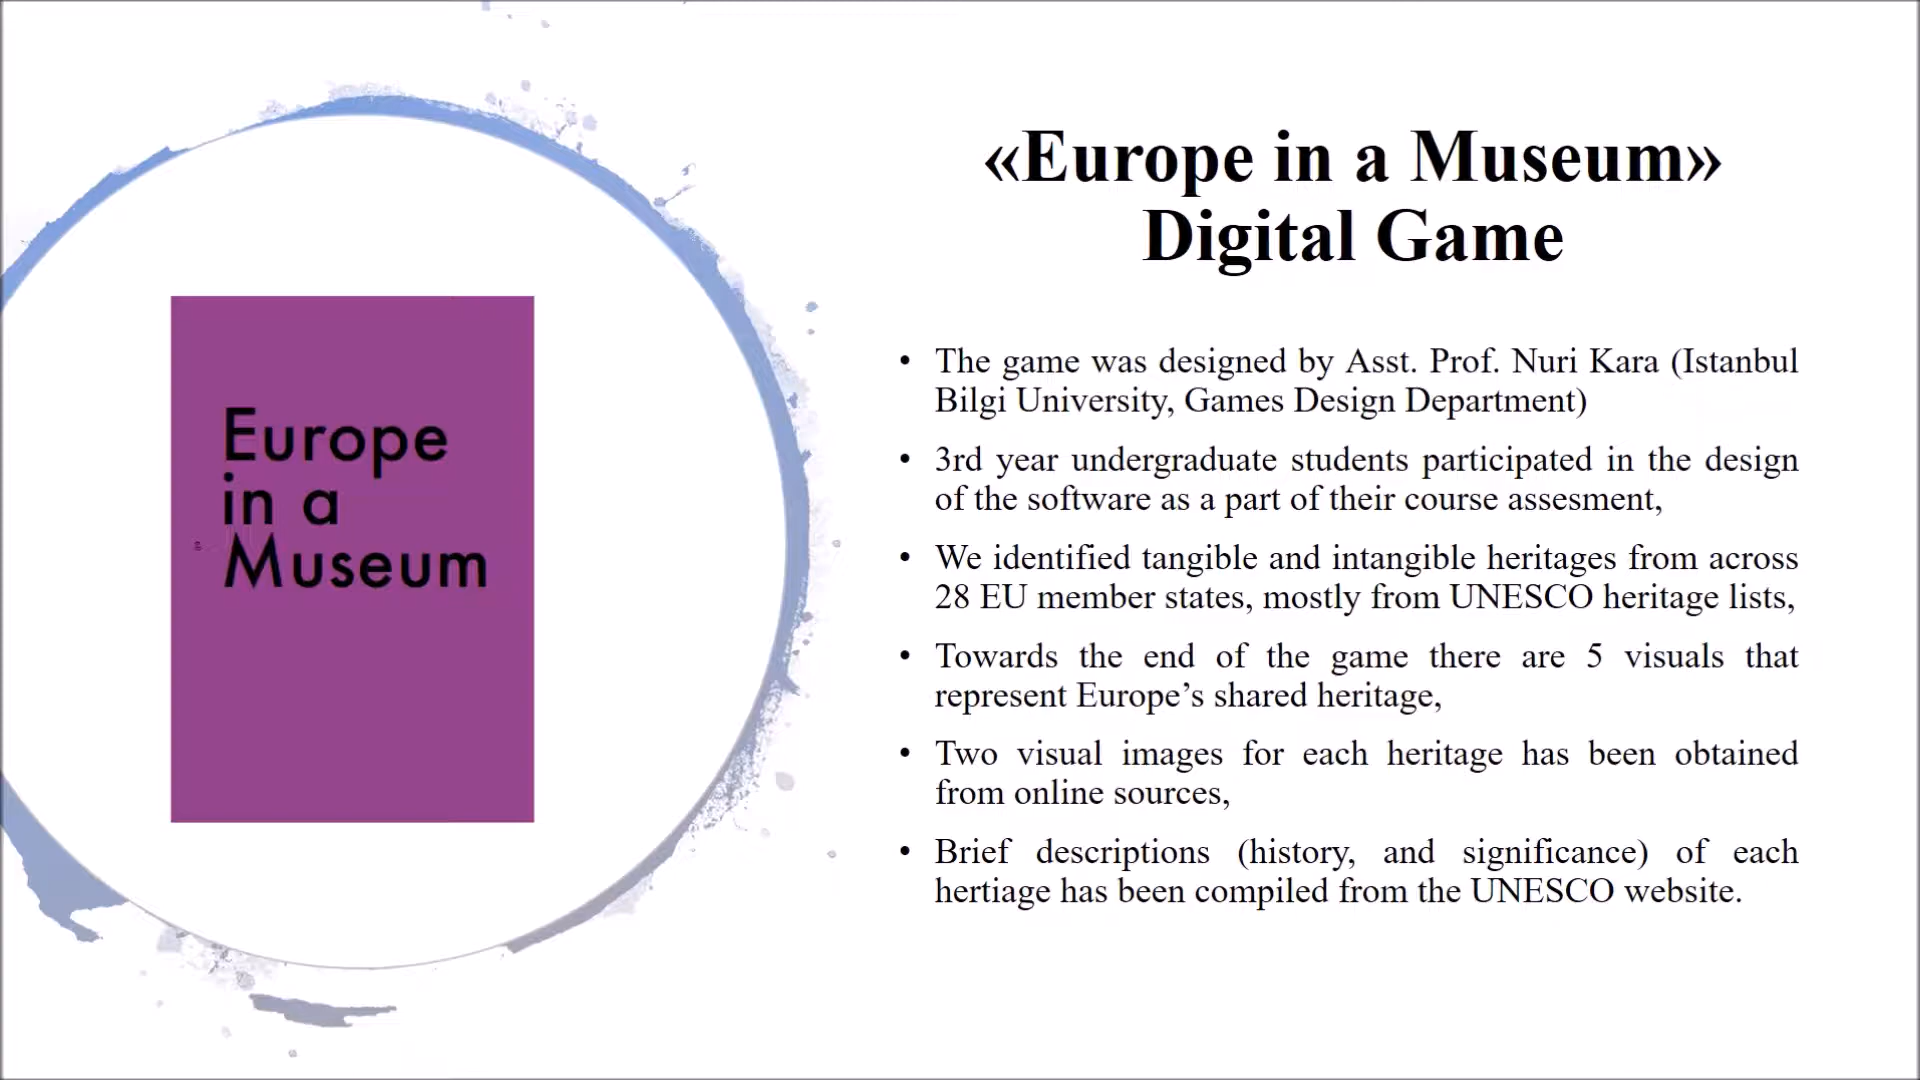 «Europe in a Museum»
Digital Game
Europe
in a
Museum
• The game was designed by Asst. Prof. Nuri Kara (Istanbul
Bilgi University, Games Design Department)
• 3rd year undergraduate students participated in the design
of the software as a part of their course assesment,
• We identified tangible and intangible heritages from across
28 EU member states, mostly from UNESCO heritage lists,
• Towards the end of the game there are 5 visuals that
represent Europe’s shared heritage,
• Two visual images for each heritage has been obtained
from online sources,
• Brief descriptions (history, and significance) of each
hertiage has been compiled from the UNESCO website.